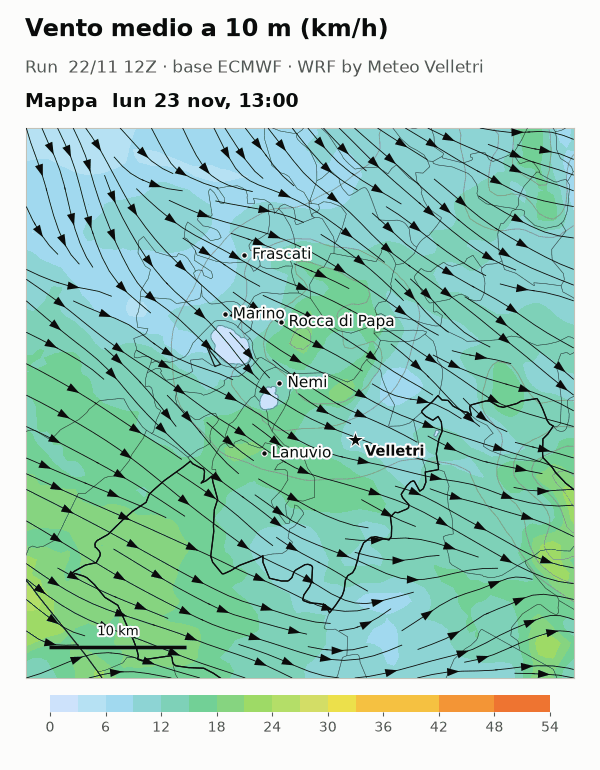 Vento medio a 10 m (km/h)
Run 22/11 12Z · base ECMWF · WRF by Meteo Velletri
Mappa lun 23 nov, 13:00
Frascati
Marino
Rocca di Papa
Nemi
Velletri
Lanuvio
10 km
0 6 12 18 24 30 36 42 48 54